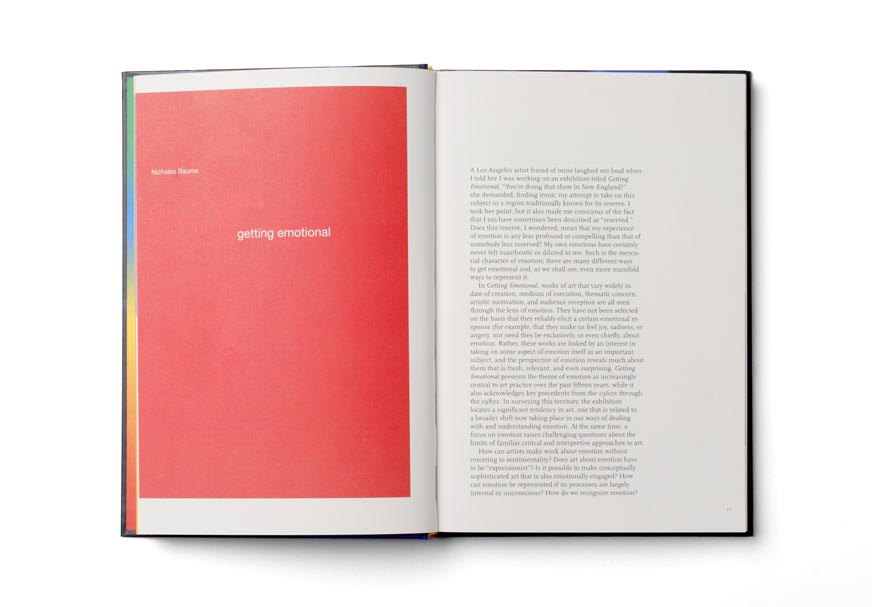 Nicholas Baume
getting emotional
A Los Angeles artist friend of mine laughed out loud when
I told her I was working on an exhibition titled Getting
Emotional. “You’re doing that show in New England?”
she demanded, finding ironic my attempt to take on this
subject in a region traditionally known for its reserve. I
took her point, but it also made me conscious of the fact
that I too have sometimes been described as “reserved.”
Does this reserve, I wondered, mean that my experience
of emotion is any less profound or compelling than that of
somebody less reserved? My own emotions have certainly
never felt inauthentic or diluted to me. Such is the mercu-
rial character of emotion; there are many different ways
to get emotional and, as we shall see, even more manifold
ways to represent it.
In Getting Emotional, works of art that vary widely in
date of creation, medium of execution, thematic concern,
artistic motivation, and audience reception are all seen
through the lens of emotion. They have not been selected
on the basis that they reliably elicit a certain emotional re-
sponse (for example, that they make us feel joy, sadness, or
anger), nor need they be exclusively, or even chiefly, about
emotion. Rather, these works are linked by an interest in
taking on some aspect of emotion itself as an important
subject, and the perspective of emotion reveals much about
them that is fresh, relevant, and even surprising. Getting
Emotional presents the theme of emotion as increasingly
central to art practice over the past fifteen years, while it
also acknowledges key precedents from the 1960s through
the 1980s. In surveying this territory, the exhibition
locates a significant tendency in art, one that is related to
a broader shift now taking place in our ways of dealing
with and understanding emotion. At the same time, a
focus on emotion raises challenging questions about the
limits of familiar critical and interpretive approaches to art.
How can artists make work about emotion without
resorting to sentimentality? Does art about emotion have
to be “expressionist”? Is it possible to make conceptually
sophisticated art that is also emotionally engaged? How
can emotion be represented if its processes are largely
internal or unconscious? How do we recognize emotion?